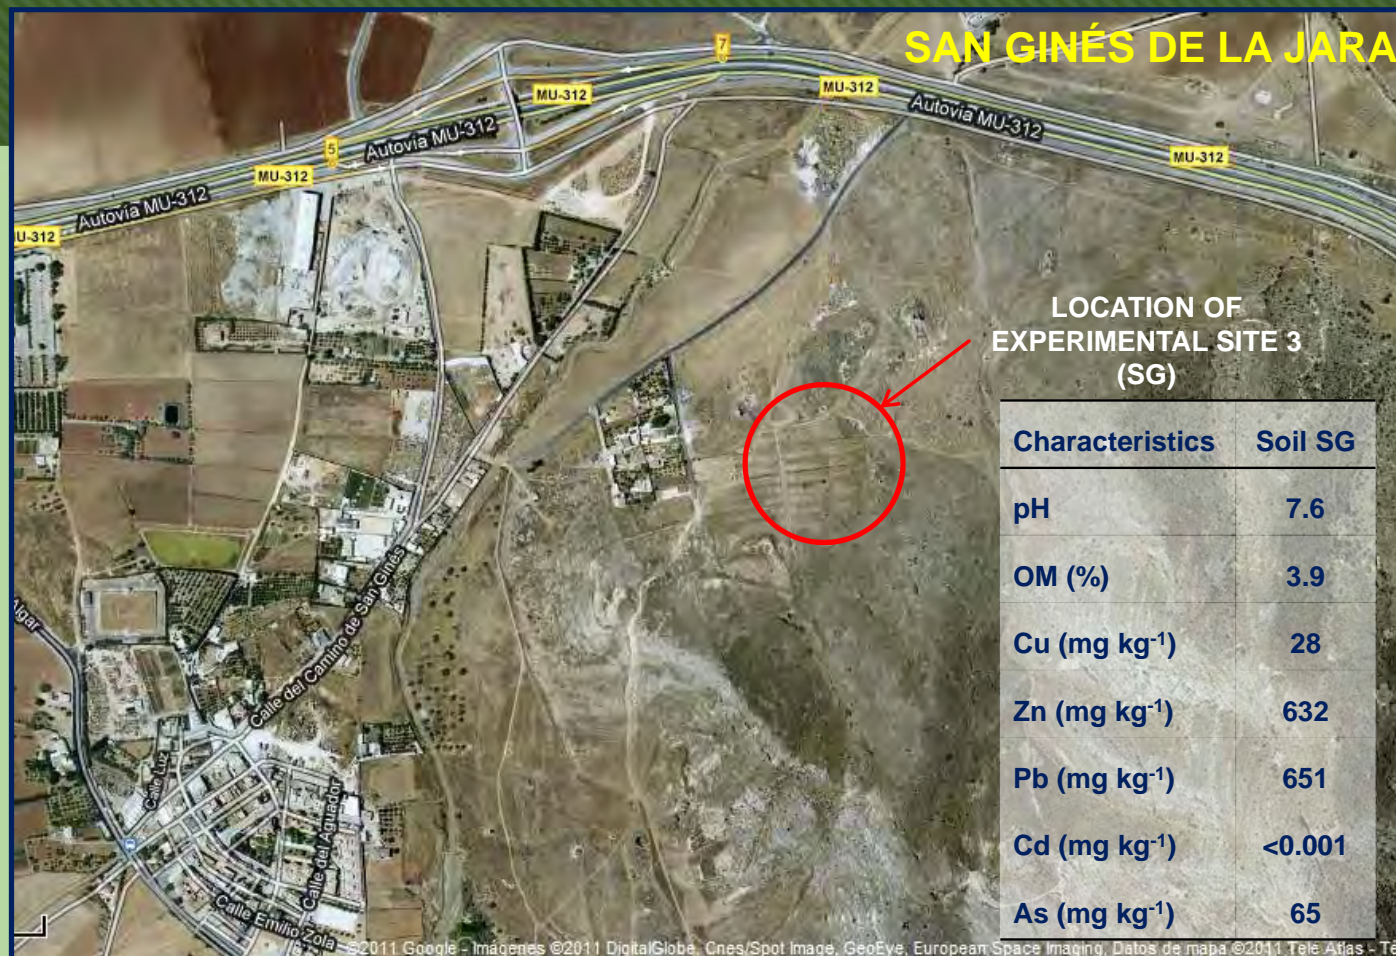 SAN GINÉS DE LA JARA
7
MU-312
MU-312
Autovía MU-312
Autovía MU-312
5
MU-312
MU-312
Autovía MU-312
U-312
LOCATION OF
EXPERIMENTAL SITE 3
(SG)
Characteristics Soil SG
pH 7.6
OM (%) 3.9
Cu (mg kg-1) 28
Zn (mg kg-1) 632
Pb (mg kg-1) 651
Cd (mg kg-1) <0.001
As (mg kg-1) 65
Algar
Calle del Camino de San Ginés
Calle Luz
Calle del Aguador
Calle Emilio Zola
©2011 Google - Imágenes ©2011 DigitalGlobe, Cnes/Spot Image, GeoEye, European Space Imaging, Datos de mapa ©2011 Tele Atlas - Té